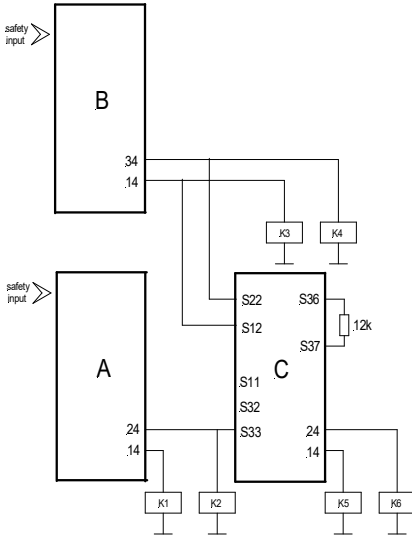 safety
input
B
34
14
K3
K4
safety
input
A
24
14
S22
S12
S11
S32
S33
C
S36
S37
12k
24
14
K1
K2
K5
K6